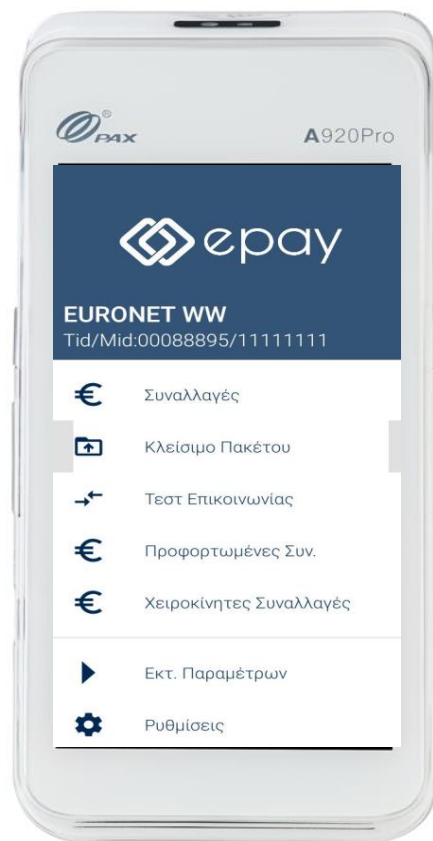 PAX
A920Pro
epay
EURONET WW
Tid/Mid:00088895/11111111
Συναλλαγές
Κλείσιμο Πακέτου
Τεστ Επικοινωνίας
Προφορτωμένες Συν.
Χειροκίνητες Συναλλαγές
Εκτ. Παραμέτρων
Ρυθμίσεις